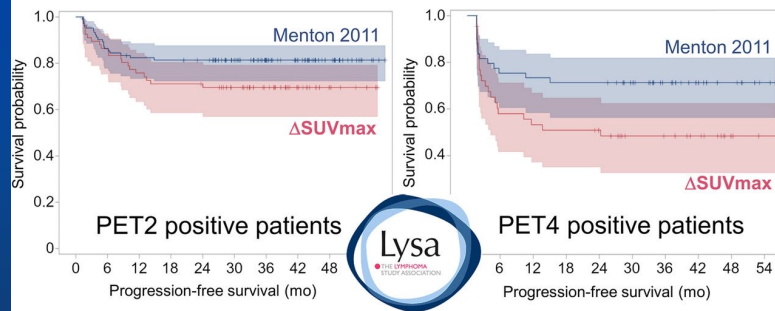 Survival probability
1.0
0.8
0.6
0.4
0.2
0
Menton 2011
ΔSUVmax
PET2 positive patients
0 6 12 18 24 30 36 42 48
Progression-free survival (mo)
Lysa
THE LYMPHOMA
STUDY ASSOCIATION
Survival probability
1.0
0.8
0.6
0.4
Menton 2011
ΔSUVmax
PET4 positive patients
6 12 18 24 30 36 42 48 54
Progression-free survival (mo)